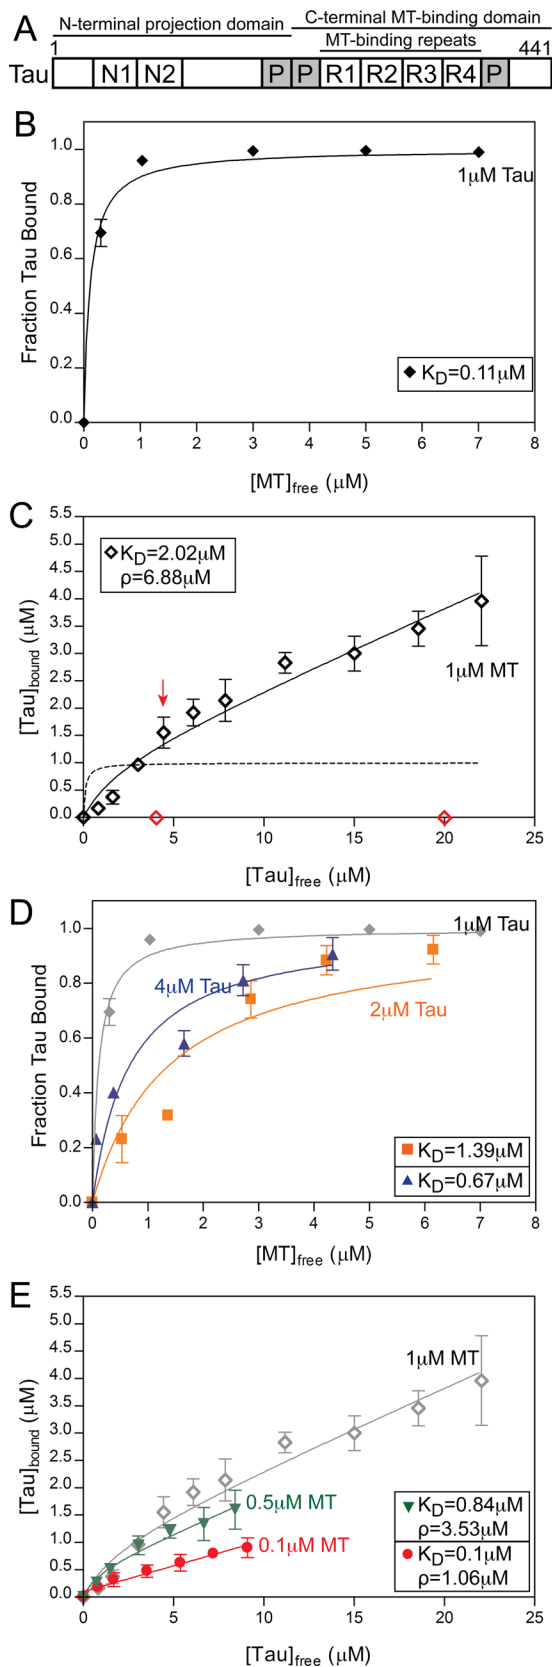 A
N-terminal projection domain
C-terminal MT-binding domain
MT-binding repeats
1
441
Tau N1 N2 P P R1 R2 R3 R4 P
B
Fraction Tau Bound
1.0
0.8
0.6
0.4
0.2
0.0
1μM Tau
K_D=0.11μM
0 1 2 3 4 5 6 7 8
[MT]free (μM)
C
[Tau]bound (μM)
5.5
5.0
4.5
4.0
3.5
3.0
2.5
2.0
1.5
1.0
0.5
0.0
K_D=2.02μM
ρ=6.88μM
1μM MT
0 5 10 15 20 25
[Tau]free (μM)
D
Fraction Tau Bound
1.0
0.8
0.6
0.4
0.2
0.0
1μM Tau
4μM Tau
2μM Tau
K_D=1.39μM
K_D=0.67μM
0 1 2 3 4 5 6 7 8
[MT]free (μM)
E
[Tau]bound (μM)
5.5
5.0
4.5
4.0
3.5
3.0
2.5
2.0
1.5
1.0
0.5
0.0
1μM MT
0.5μM MT
0.1μM MT
K_D=0.84μM
ρ=3.53μM
K_D=0.1μM
ρ=1.06μM
0 5 10 15 20 25
[Tau]free (μM)